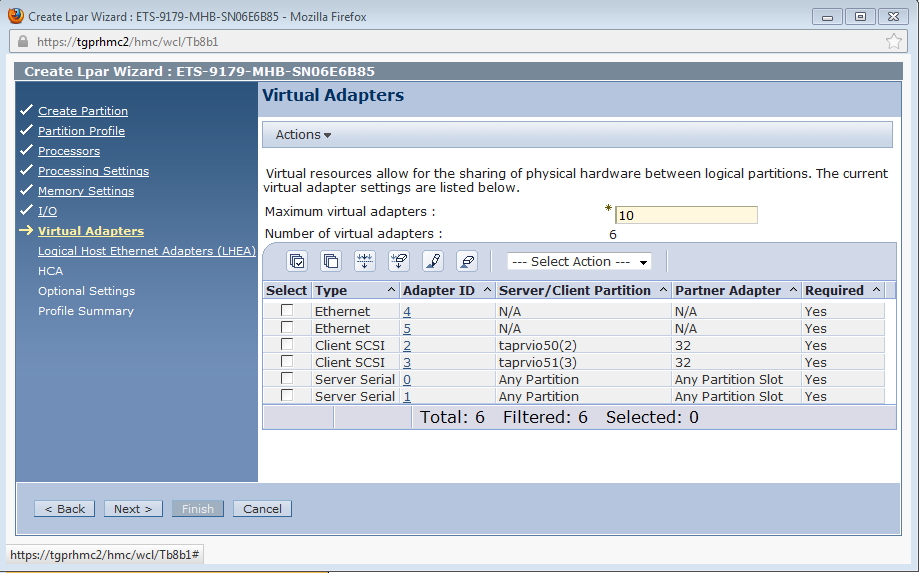 Create Lpar Wizard : ETS-9179-MHB-SN06E6B85 - Mozilla Firefox
https://tgprhmc2/hmc/wcl/Tb8b1
Create Lpar Wizard : ETS-9179-MHB-SN06E6B85
Create Partition
Partition Profile
Processors
Processing Settings
Memory Settings
I/O
Virtual Adapters
Logical Host Ethernet Adapters (LHEA)
HCA
Optional Settings
Profile Summary
Virtual Adapters
Actions
Virtual resources allow for the sharing of physical hardware between logical partitions. The current
virtual adapter settings are listed below.
Maximum virtual adapters : * 10
Number of virtual adapters : 6
--- Select Action ---
Select Type Adapter ID Server/Client Partition Partner Adapter Required
Ethernet 4 N/A N/A Yes
Ethernet 5 N/A N/A Yes
Client SCSI 2 taprvio50(2) 32 Yes
Client SCSI 3 taprvio51(3) 32 Yes
Server Serial 0 Any Partition Any Partition Slot Yes
Server Serial 1 Any Partition Any Partition Slot Yes
Total: 6 Filtered: 6 Selected: 0
< Back Next > Finish Cancel
https://tgprhmc2/hmc/wcl/Tb8b1#